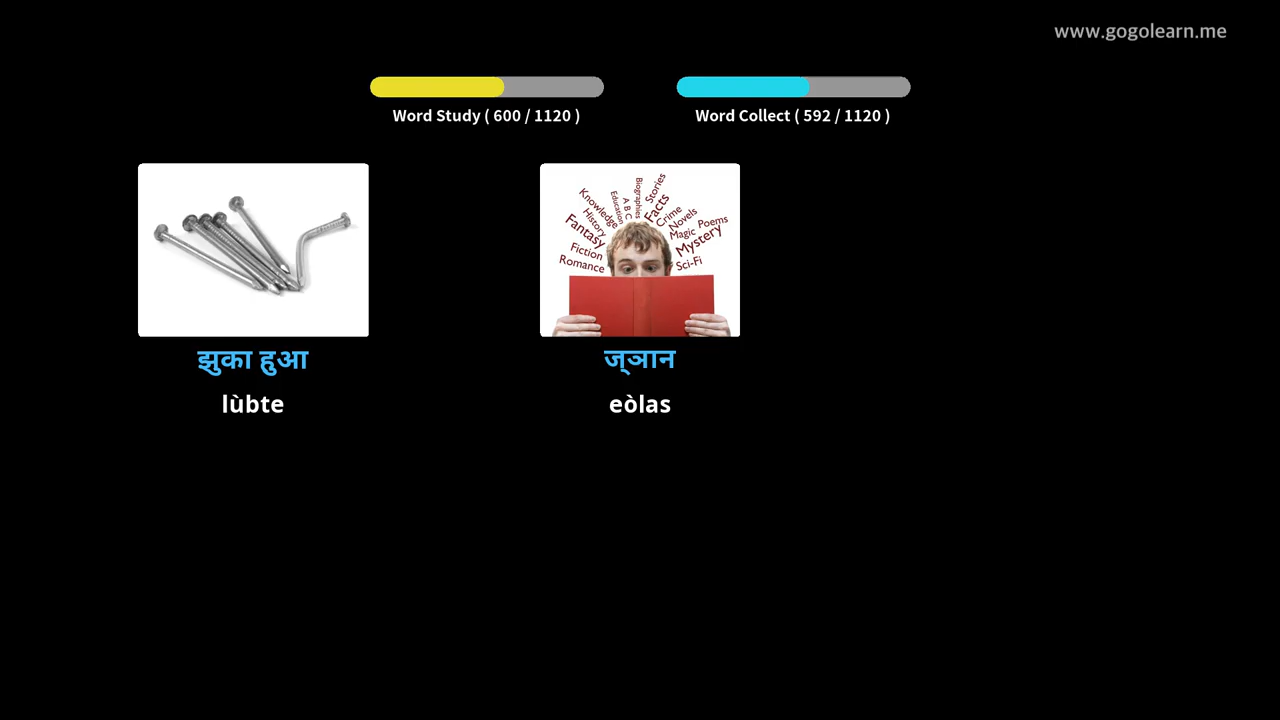 www.gogolearn.me
Word Study ( 600 / 1120 )
Word Collect ( 592 / 1120 )
Knowledge
History
Fantasy
Fiction
Romance
Education
A B C
Biographies
Stories
Facts
Crime
Novels
Magic
Poems
Mystery
Sci-Fi
झुका हुआ
ज्ञान
lùbte
eòlas